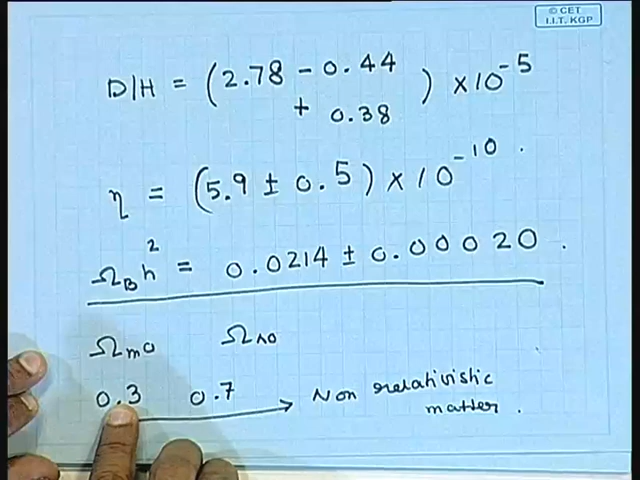 © CET
I.I.T. KGP
D/H = (2.78 - 0.44
+ 0.38) × 10⁻⁵
η = (5.9 ± 0.5) × 10⁻¹⁰.
Ω_B h² = 0.0214 ± 0.00020.
Ω_m0 Ω_Λ0
0.3 0.7 → Non relativistic
matter.